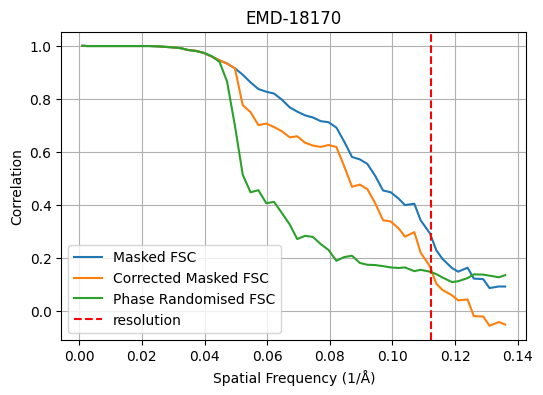 EMD-18170
Correlation
1.0
0.8
0.6
0.4
0.2
0.0
Masked FSC
Corrected Masked FSC
Phase Randomised FSC
resolution
0.00 0.02 0.04 0.06 0.08 0.10 0.12 0.14
Spatial Frequency (1/Å)